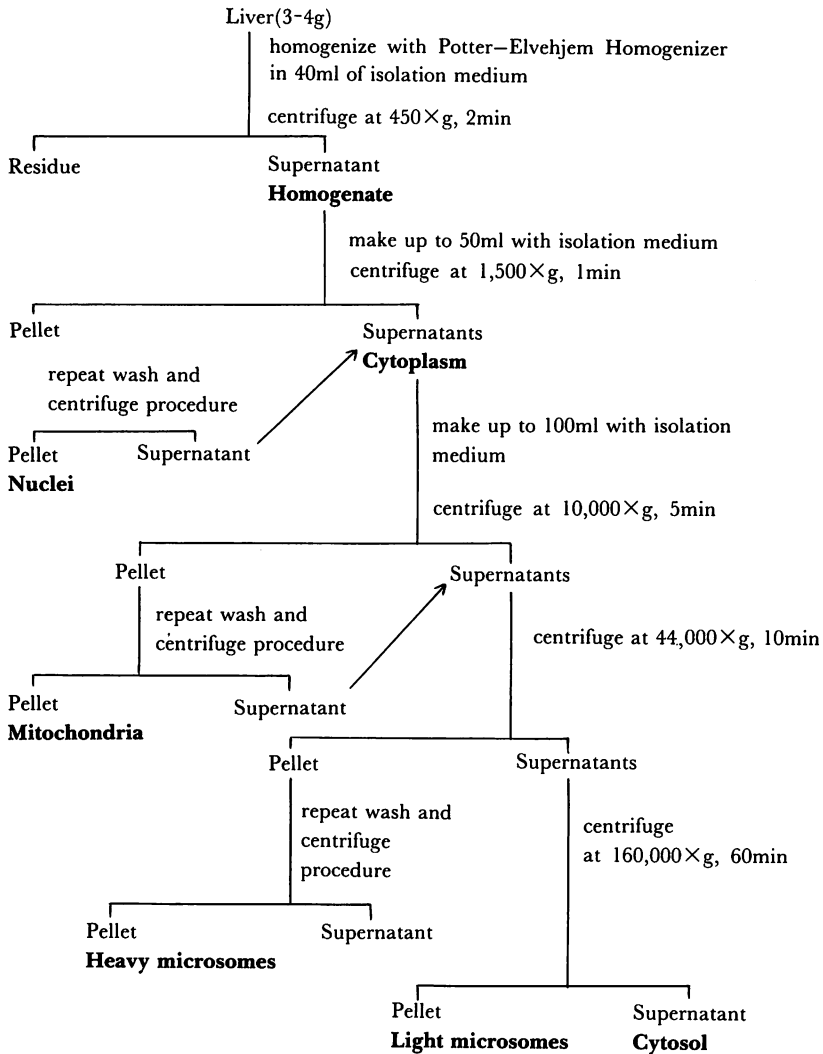 Liver(3-4g)
homogenize with Potter—Elvehjem Homogenizer
in 40ml of isolation medium
centrifuge at 450×g, 2min
Residue
Supernatant
Homogenate
make up to 50ml with isolation medium
centrifuge at 1,500×g, 1min
Pellet
Supernatants
Cytoplasm
repeat wash and
centrifuge procedure
Pellet
Supernatant
Nuclei
make up to 100ml with isolation
medium
centrifuge at 10,000×g, 5min
Pellet
Supernatants
repeat wash and
centrifuge procedure
centrifuge at 44,000×g, 10min
Pellet
Supernatant
Mitochondria
Pellet
Supernatants
repeat wash and
centrifuge
procedure
centrifuge
at 160,000×g, 60min
Pellet
Supernatant
Heavy microsomes
Pellet
Supernatant
Light microsomes
Cytosol